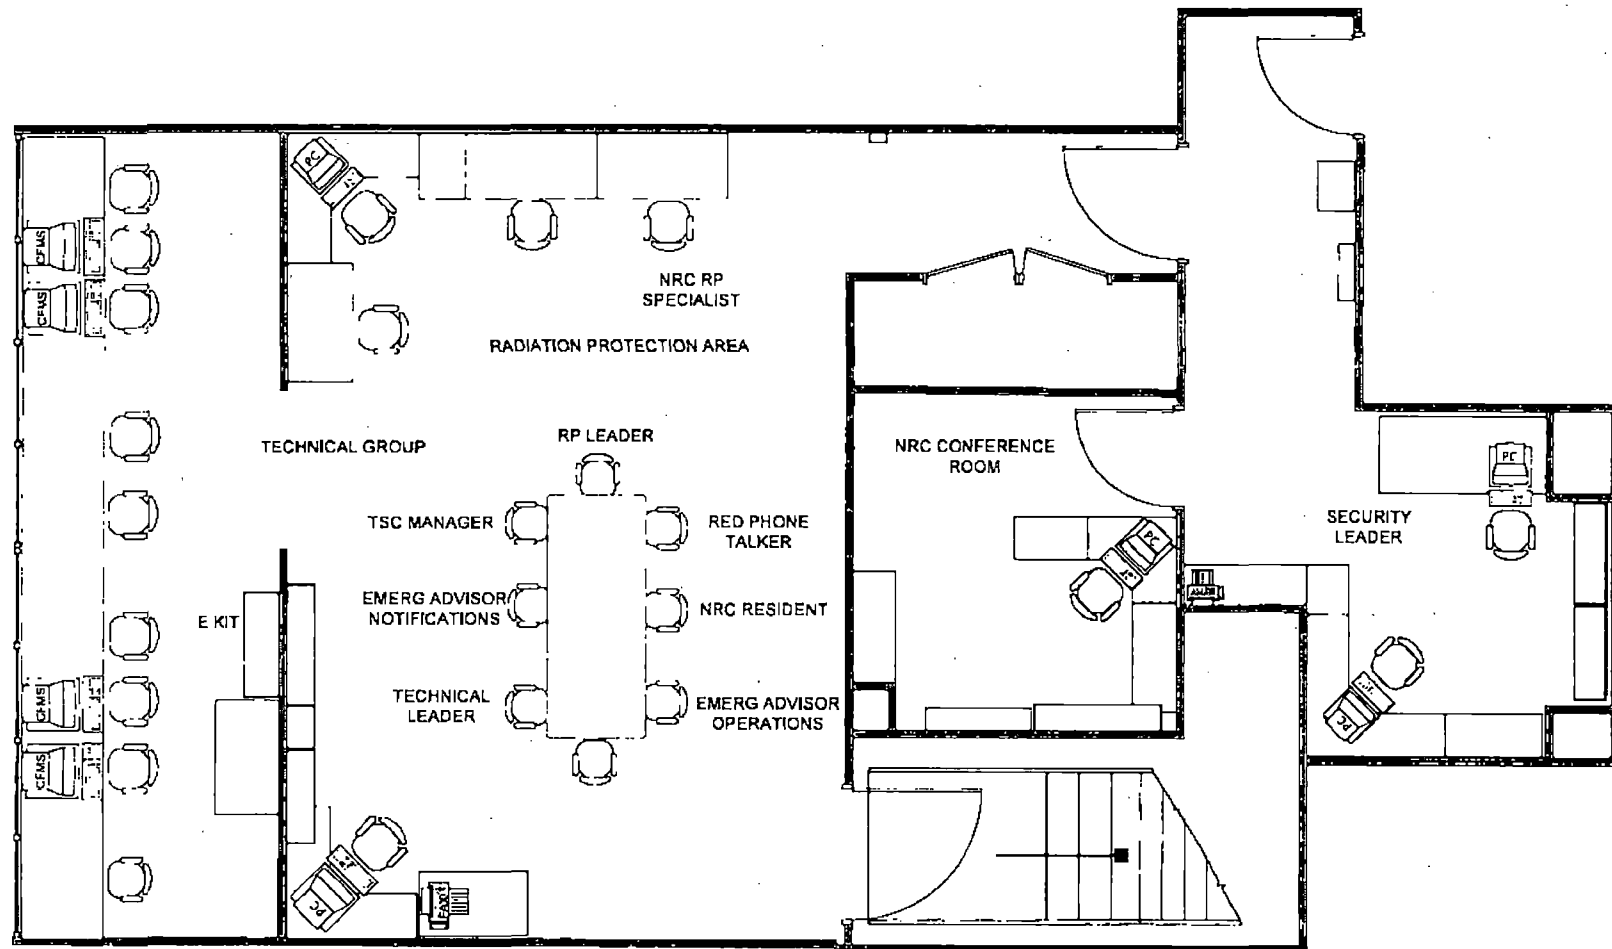 PC
CFMS
CFMS
NRC RP
SPECIALIST
RADIATION PROTECTION AREA
TECHNICAL GROUP
RP LEADER
NRC CONFERENCE
ROOM
PC
TSC MANAGER
RED PHONE
TALKER
SECURITY
LEADER
PC
EMERG ADVISOR
NOTIFICATIONS
NRC RESIDENT
E KIT
TECHNICAL
LEADER
EMERG ADVISOR
OPERATIONS
CFMS
CFMS
PC
PC
FAX